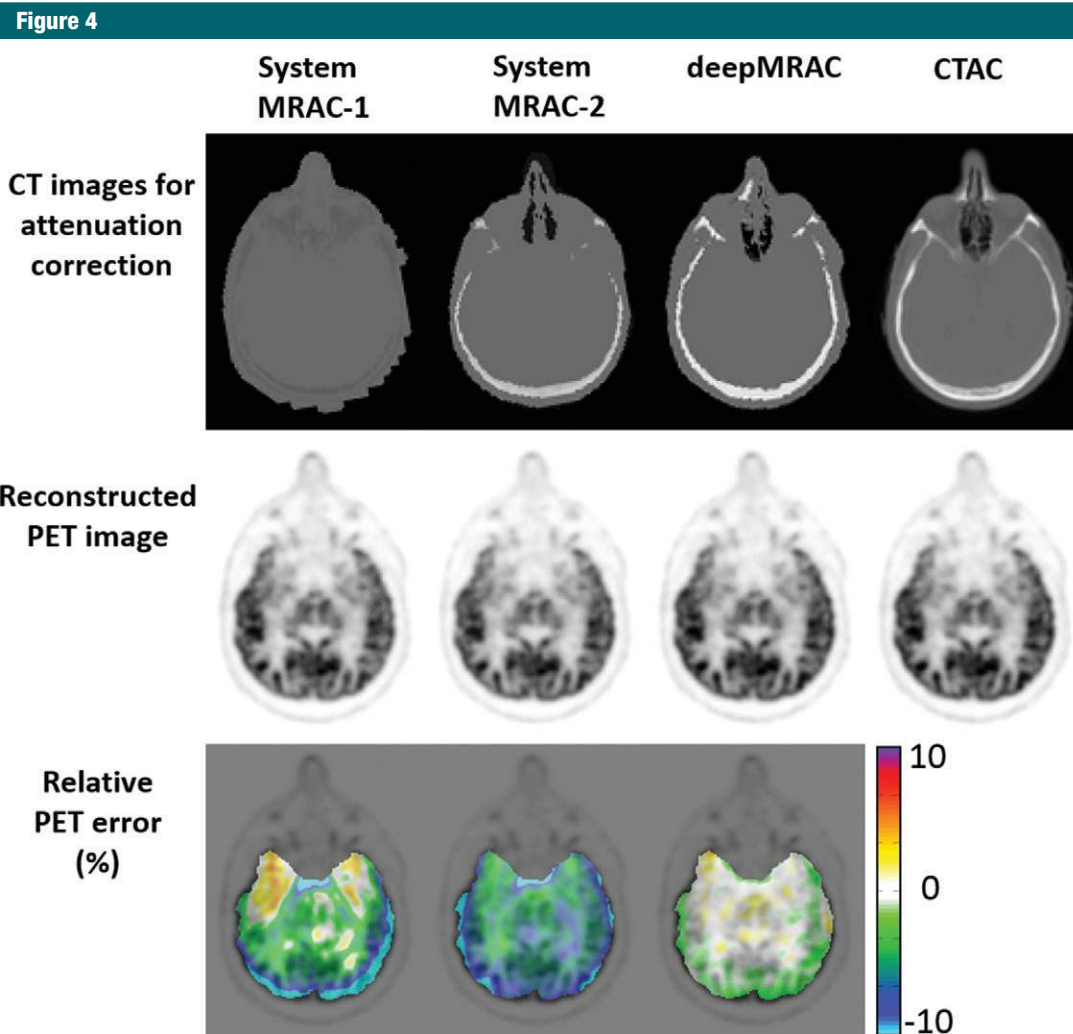 Figure 4
System
MRAC-1
System
MRAC-2
deepMRAC
CTAC
CT images for
attenuation
correction
Reconstructed
PET image
Relative
PET error
(%)
10
0
-10